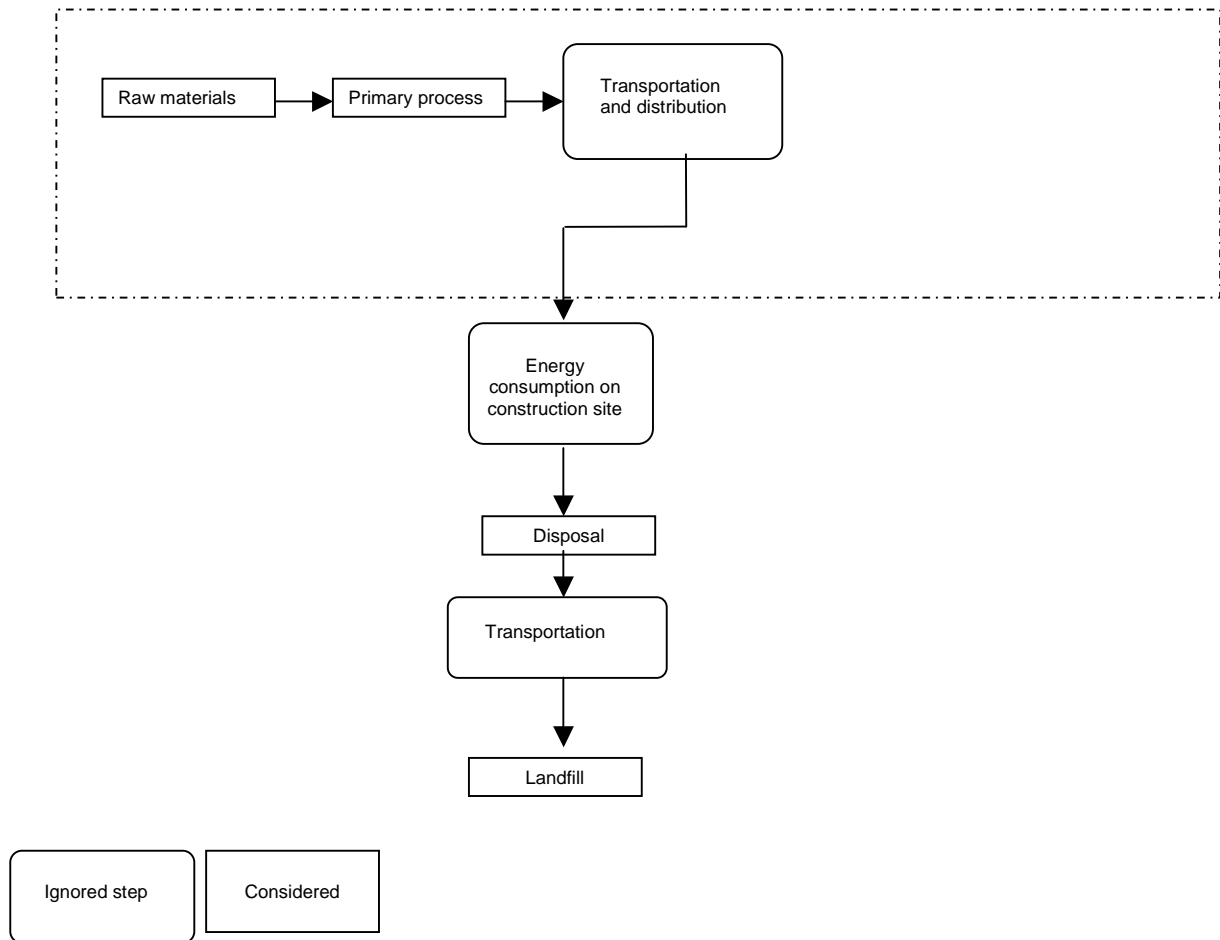 Raw materials
Primary process
Transportation
and distribution
Energy
consumption on
construction site
Disposal
Transportation
Landfill
Ignored step
Considered